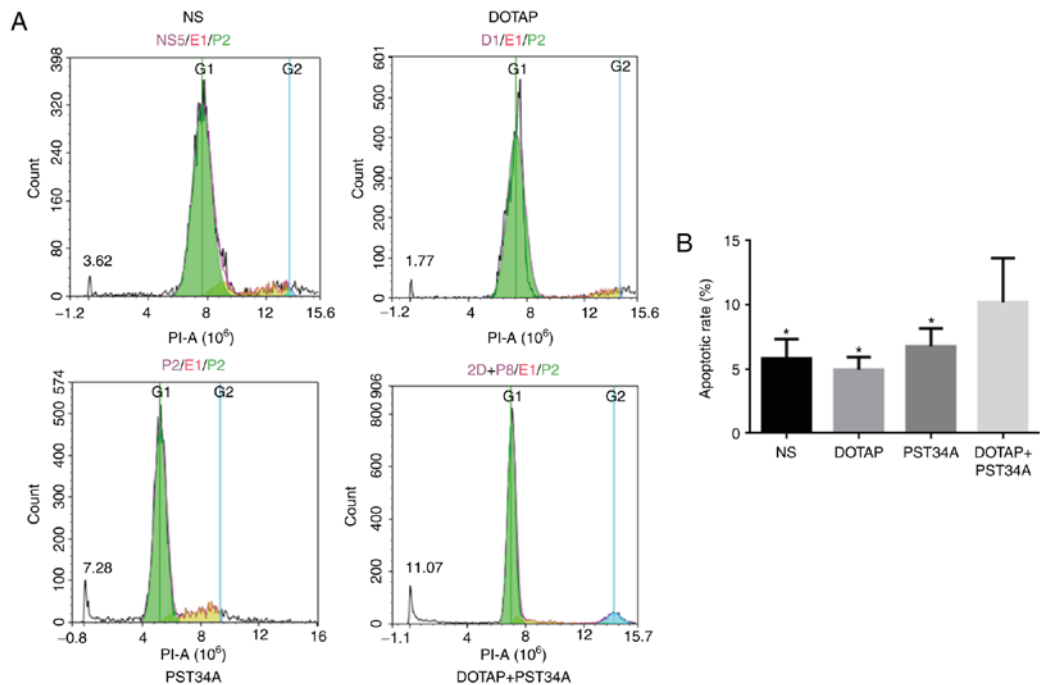 A
NS
NS5/E1/P2
G1
G2
398
320
240
160
80
0
Count
3.62
-1.2
4
8
12
15.6
PI-A (10⁶)
DOTAP
D1/E1/P2
G1
G2
601
500
400
300
200
100
0
Count
1.77
-1.2
4
8
12
15.6
PI-A (10⁶)
P2/E1/P2
G1
G2
574
500
400
300
200
100
0
Count
7.28
-0.8
4
8
12
16
PI-A (10⁶)
PST34A
2D+P8/E1/P2
G1
G2
906
800
600
400
200
0
Count
11.07
-1.1
4
8
12
15.7
PI-A (10⁶)
DOTAP+PST34A
B
15
10
5
0
Apoptotic rate (%)
*
*
*
NS
DOTAP
PST34A
DOTAP+
PST34A